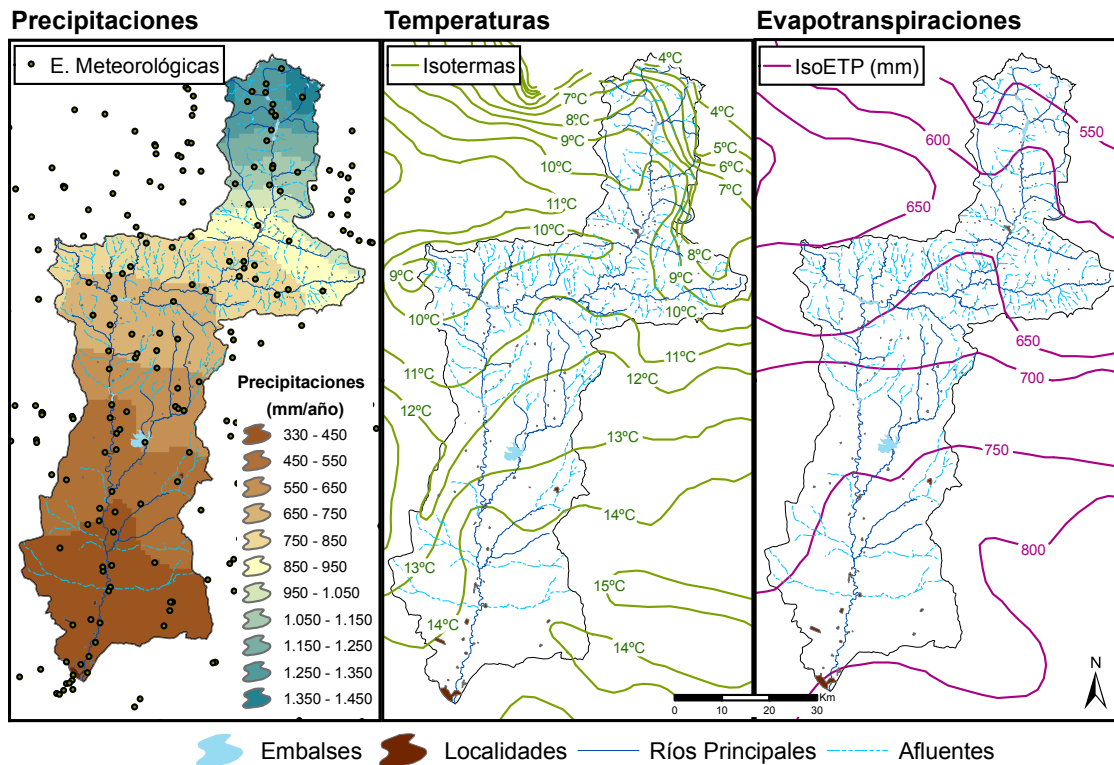 Precipitaciones
E. Meteorológicas
Precipitaciones
(mm/año)
330 - 450
450 - 550
550 - 650
650 - 750
750 - 850
850 - 950
950 - 1.050
1.050 - 1.150
1.150 - 1.250
1.250 - 1.350
1.350 - 1.450
Temperaturas
Isotermas
4ºC
7ºC
8ºC
9ºC
10ºC
11ºC
10ºC
9ºC
10ºC
4ºC
5ºC
6ºC
7ºC
8ºC
9ºC
10ºC
11ºC
12ºC
11ºC
12ºC
13ºC
14ºC
13ºC
15ºC
14ºC
14ºC
Evapotranspiraciones
IsoETP (mm)
550
600
650
650
700
750
800
N
Km
0 10 20 30
Embalses
Localidades
Ríos Principales
Afluentes